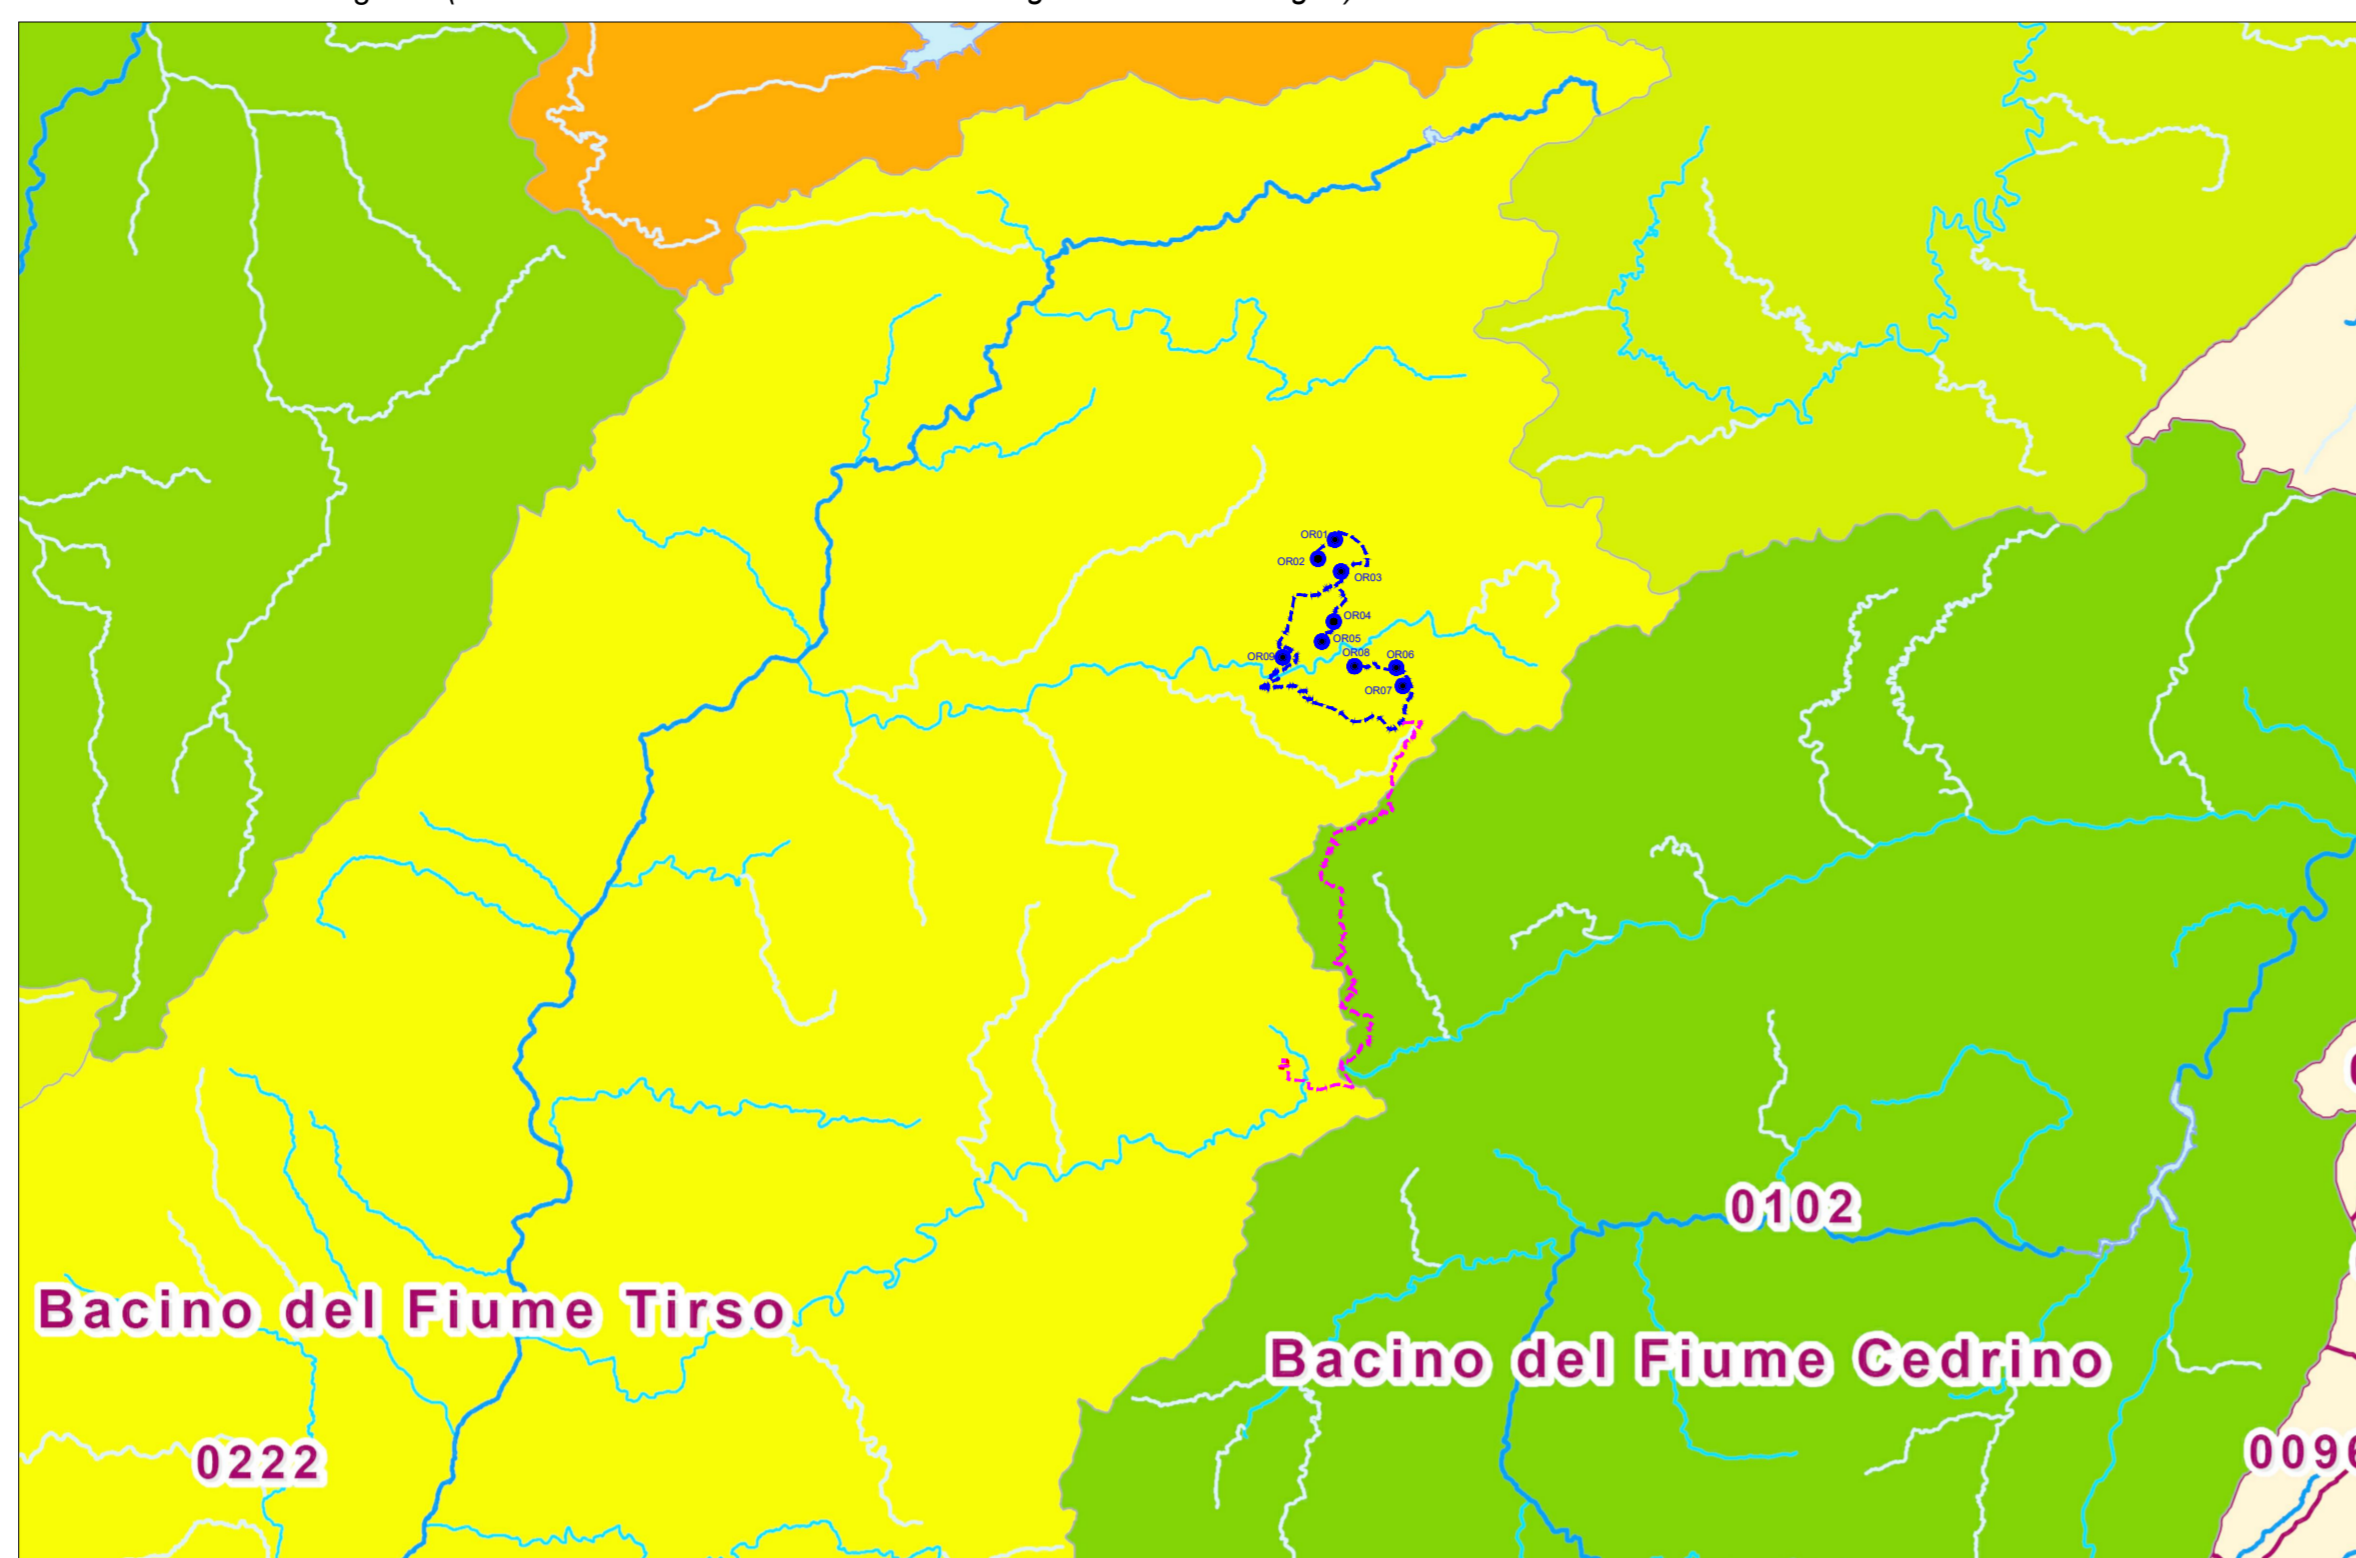 OR01
OR02
OR03
OR04
OR05
OR08
OR06
OR09
OR07
0102
Bacino del Fiume Tirso
Bacino del Fiume Cedrino
0222
0096